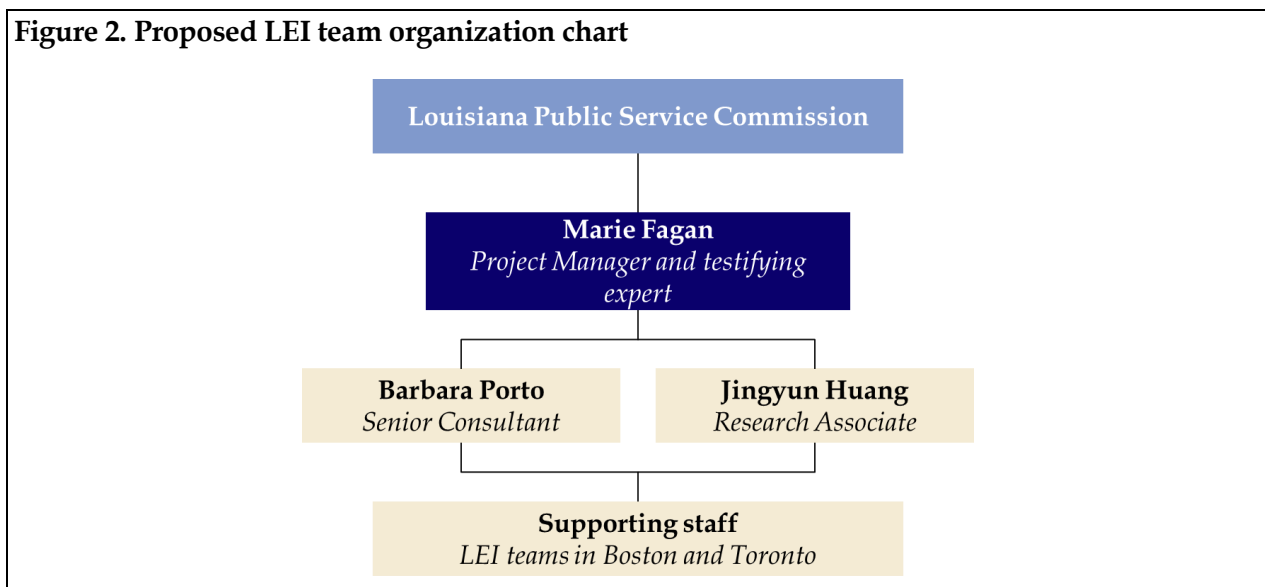 Figure 2. Proposed LEI team organization chart
Louisiana Public Service Commission
Marie Fagan
Project Manager and testifying
expert
Barbara Porto
Senior Consultant
Jingyun Huang
Research Associate
Supporting staff
LEI teams in Boston and Toronto